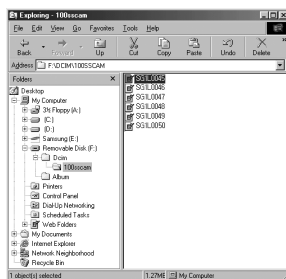 Exploring - 100sscam
File Edit View Go Favorites Tools Help
Back Forward Up Cut Copy Paste Undo Delete
Address F:\DCIM\100SSCAM
Folders
Desktop
My Computer
3½ Floppy (A:)
(C:)
(D:)
Samsung (E:)
Removable Disk (F:)
Dcim
100sscam
Album
Printers
Control Panel
Dial-Up Networking
Scheduled Tasks
Web Folders
My Documents
Internet Explorer
Network Neighborhood
Recycle Bin
SG1L0045
SG1L0046
SG1L0047
SG1L0048
SG1L0049
SG1L0050
1 object(s) selected 1.27ME My Computer